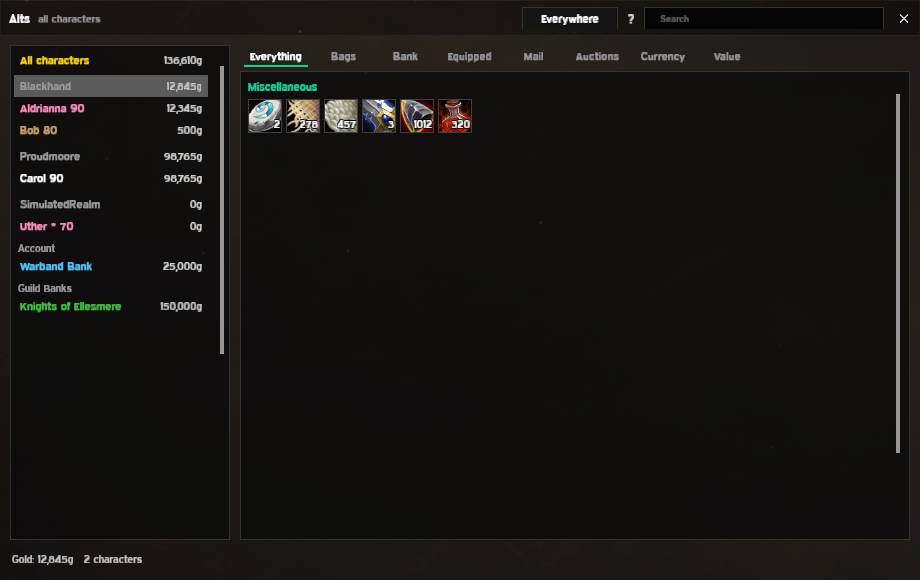 Alts all characters Everywhere ? Search ✕
All characters 136,610g
Blackhand 12,845g
Aldrianna 90 12,345g
Bob 80 500g
Proudmoore 98,765g
Carol 90 98,765g
SimulatedRealm 0g
Uther * 70 0g
Account
Warband Bank 25,000g
Guild Banks
Knights of Ellesmere 150,000g
Everything Bags Bank Equipped Mail Auctions Currency Value
Miscellaneous
2 278 457 3 1012 320
Gold: 12,845g 2 characters